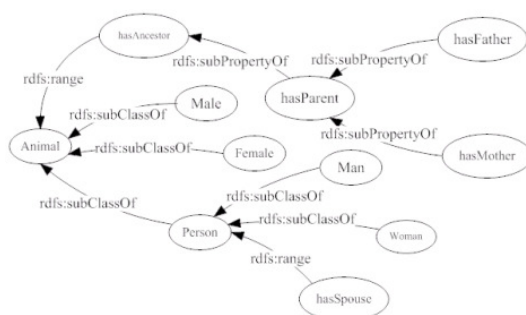 hasAncestor
hasFather
rdfs:subPropertyOf
rdfs:subPropertyOf
rdfs:range
hasParent
Male
rdfs:subClassOf
rdfs:subPropertyOf
Animal
rdfs:subClassOf
Female
hasMother
Man
rdfs:subClassOf
rdfs:subClassOf
rdfs:subClassOf
Person
Woman
rdfs:range
hasSpouse